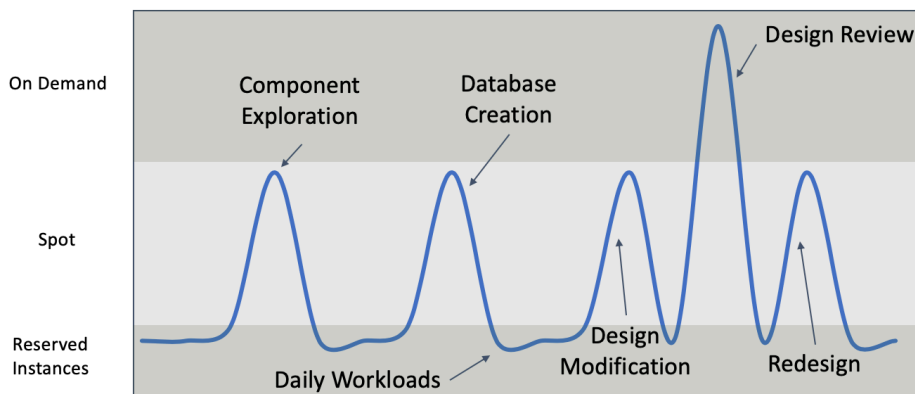 On Demand
Spot
Reserved
Instances
Component
Exploration
Database
Creation
Design Review
Daily Workloads
Design
Modification
Redesign